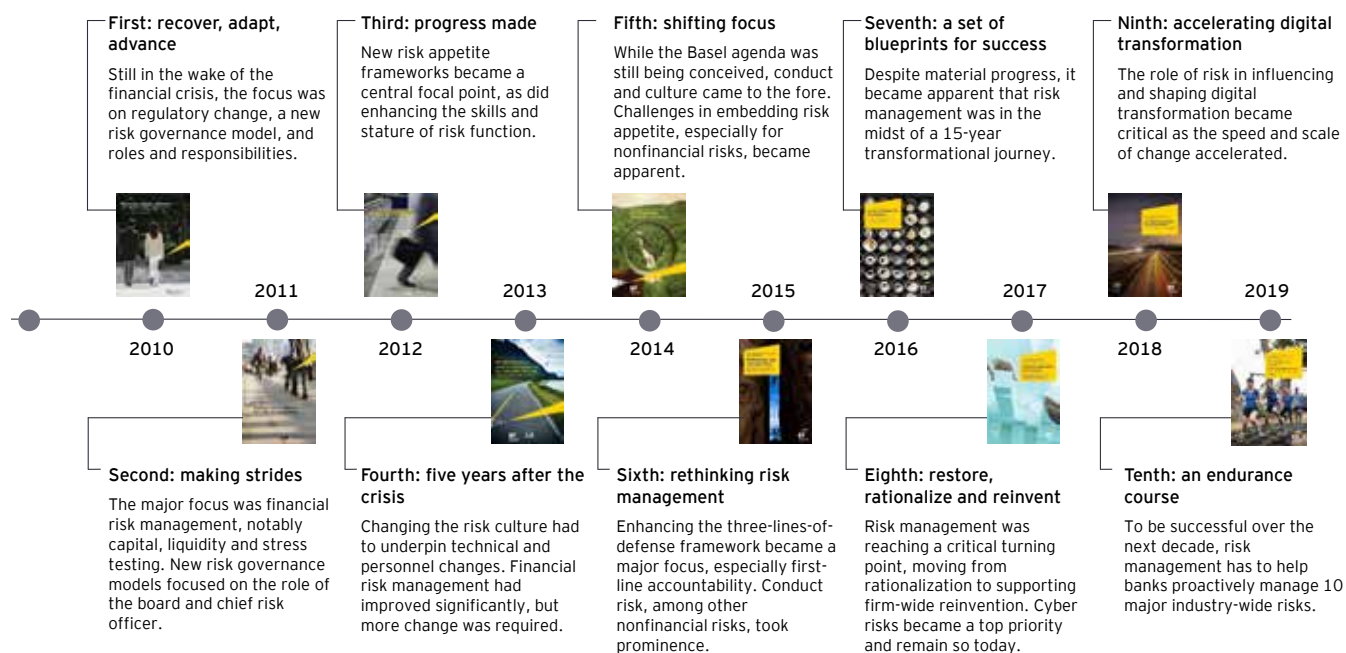 First: recover, adapt,
advance
Still in the wake of the
financial crisis, the focus was
on regulatory change, a new
risk governance model, and
roles and responsibilities.
Third: progress made
New risk appetite
frameworks became a
central focal point, as did
enhancing the skills and
stature of risk function.
Fifth: shifting focus
While the Basel agenda was
still being conceived, conduct
and culture came to the fore.
Challenges in embedding risk
appetite, especially for
nonfinancial risks, became
apparent.
Seventh: a set of
blueprints for success
Despite material progress, it
became apparent that risk
management was in the
midst of a 15-year
transformational journey.
Ninth: accelerating digital
transformation
The role of risk in influencing
and shaping digital
transformation became
critical as the speed and scale
of change accelerated.
2011
2013
2015
2017
2019
2010
2012
2014
2016
2018
Second: making strides
The major focus was financial
risk management, notably
capital, liquidity and stress
testing. New risk governance
models focused on the role of
the board and chief risk
officer.
Fourth: five years after the
crisis
Changing the risk culture had
to underpin technical and
personnel changes. Financial
risk management had
improved significantly, but
more change was required.
Sixth: rethinking risk
management
Enhancing the three-lines-of-
defense framework became a
major focus, especially first-
line accountability. Conduct
risk, among other
nonfinancial risks, took
prominence.
Eighth: restore,
rationalize and reinvent
Risk management was
reaching a critical turning
point, moving from
rationalization to supporting
firm-wide reinvention. Cyber
risks became a top priority
and remain so today.
Tenth: an endurance
course
To be successful over the
next decade, risk
management has to help
banks proactively manage 10
major industry-wide risks.